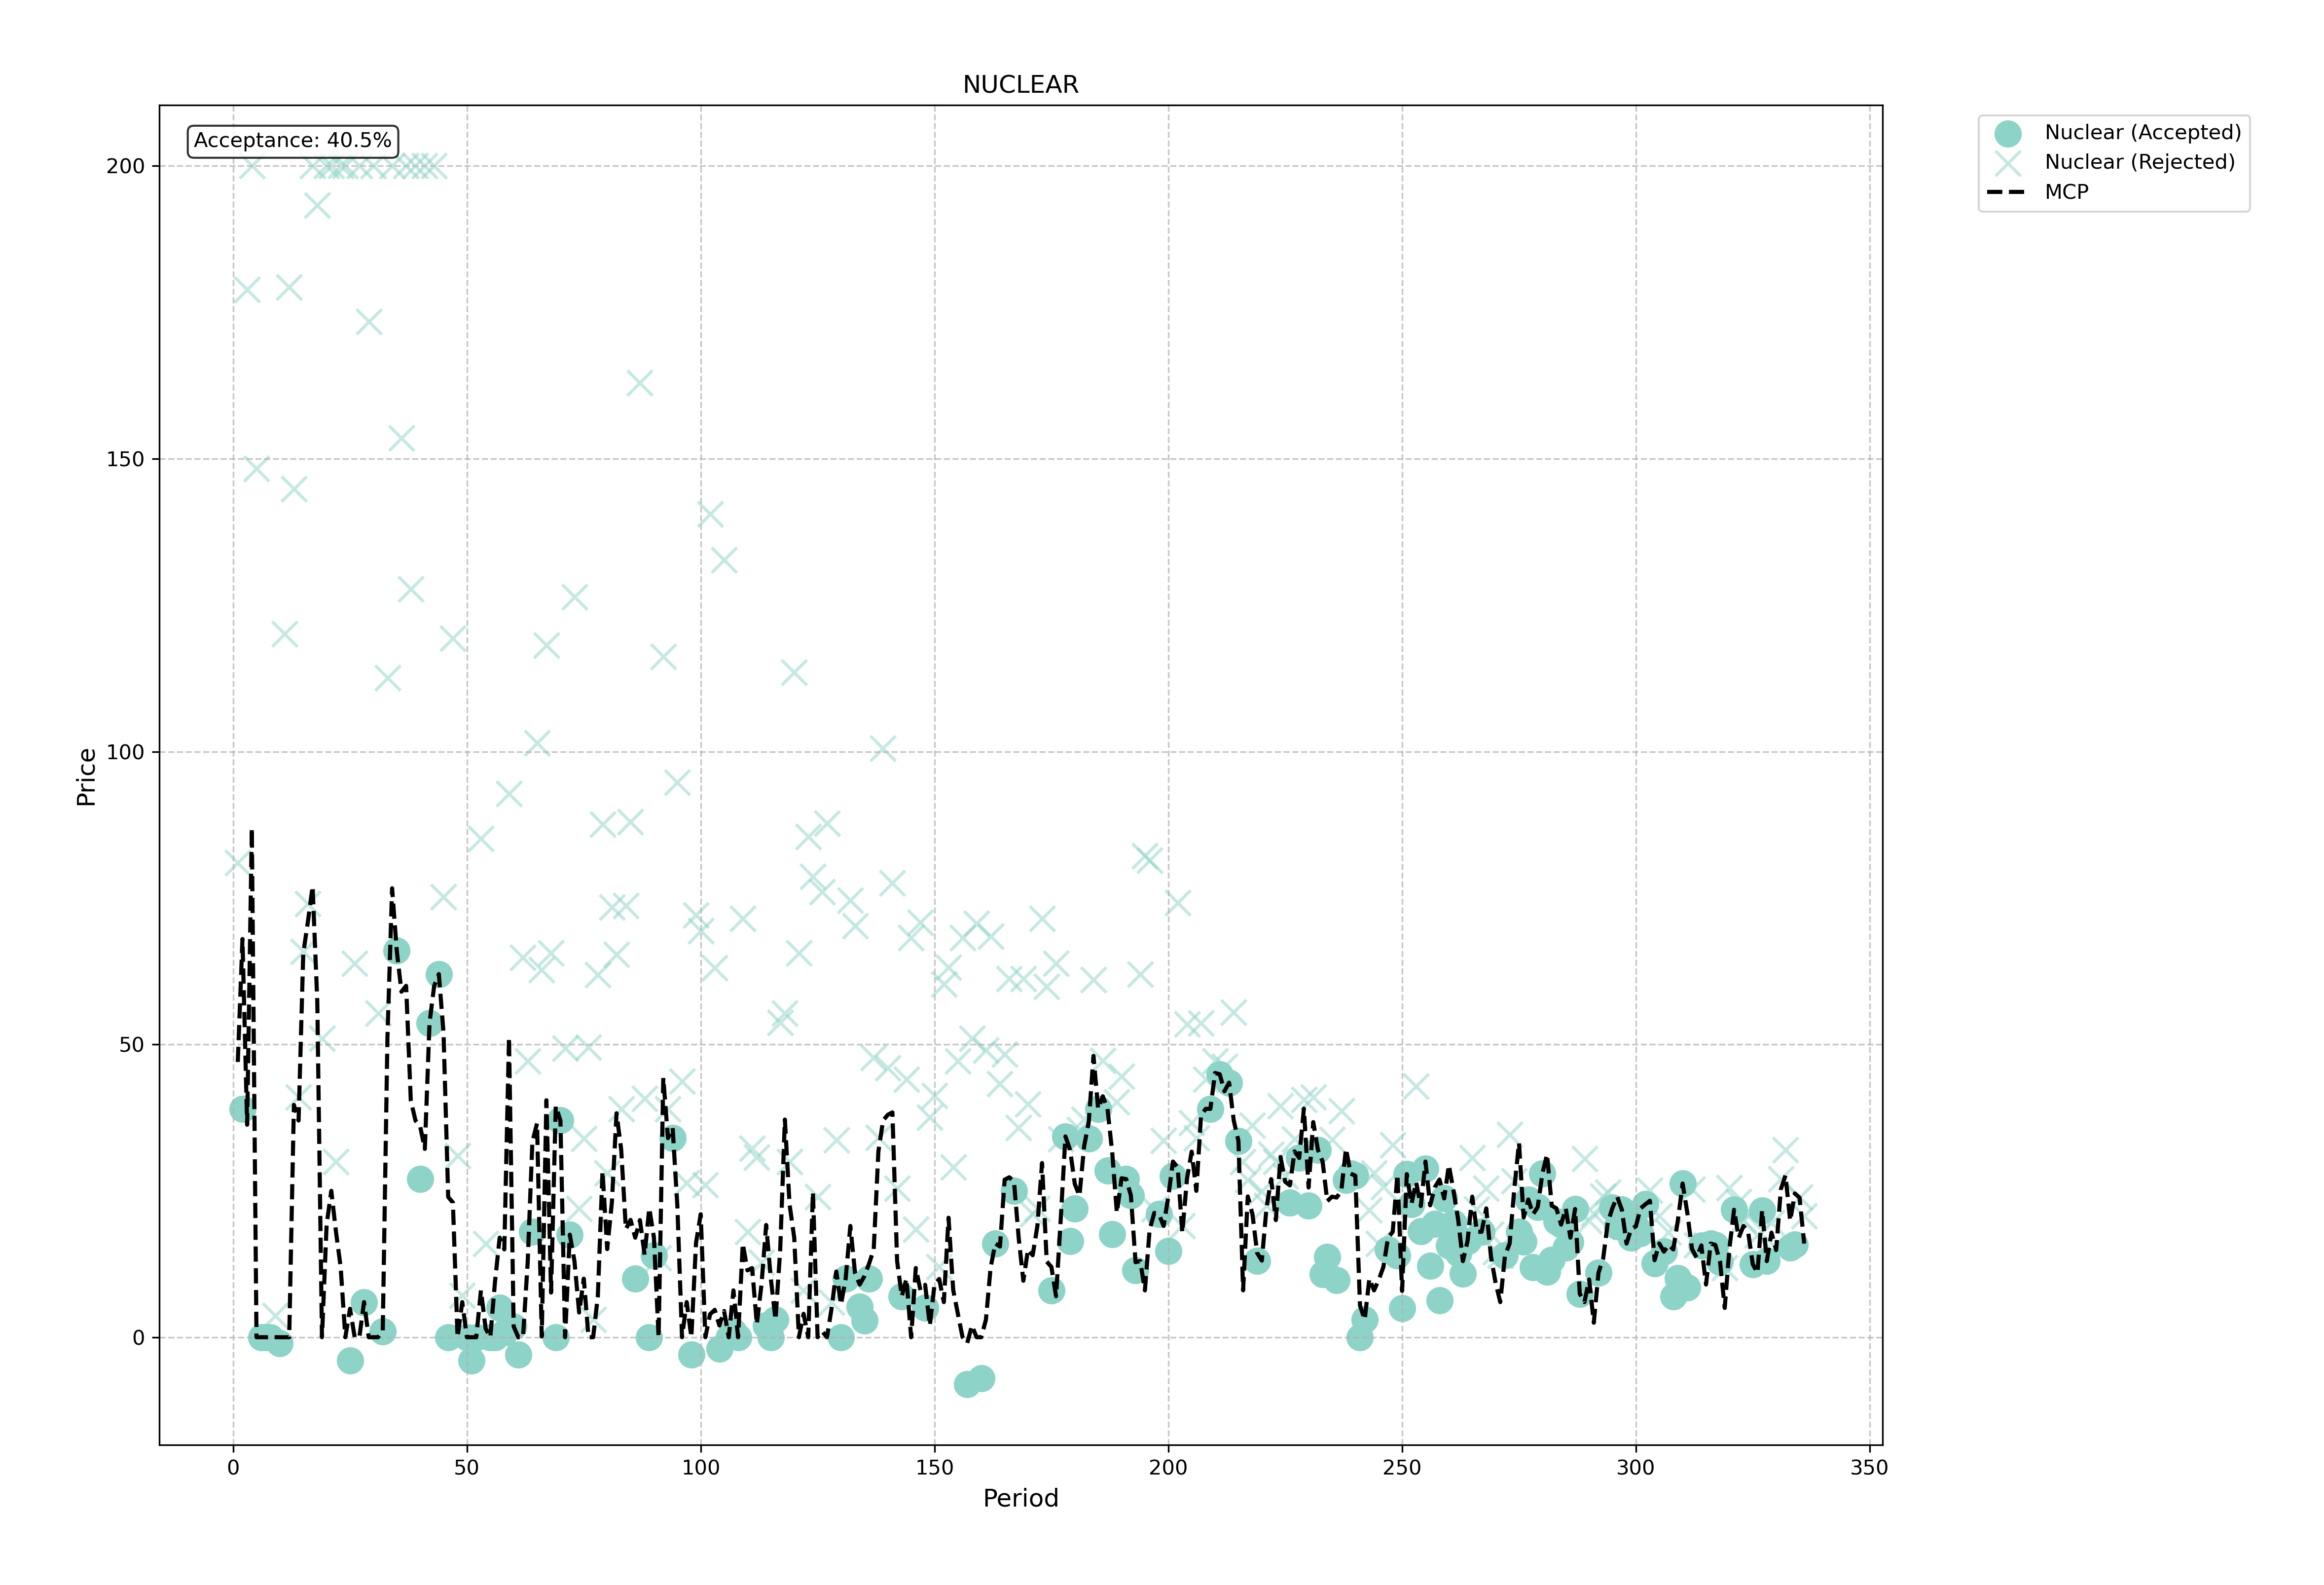 NUCLEAR
Acceptance: 40.5%
Nuclear (Accepted)
Nuclear (Rejected)
MCP
Price
200
150
100
50
0
0 50 100 150 200 250 300 350
Period